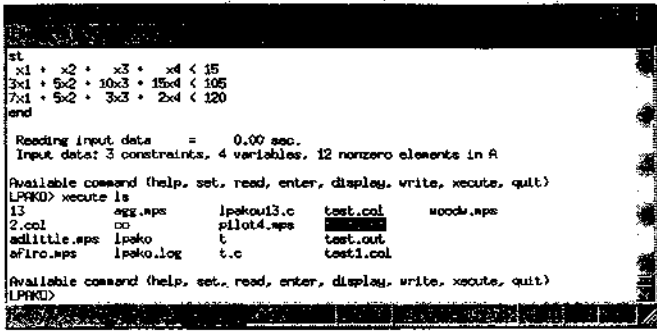 st
x1 + x2 + x3 + x4 < 15
3x1 + 5x2 + 10x3 + 15x4 < 105
7x1 + 5x2 + 3x3 + 2x4 < 120
end
Reading input data = 0.00 sec.
Input data: 3 constraints, 4 variables, 12 nonzero elements in A
Available command (help, set, read, enter, display, write, xecute, quit)
LPAKO> xecute ls
13 agg.mps lpakou13.c test.col woodw.mps
2.col co pilot4.mps
adlittle.mps lpako t test.out
afiro.mps lpako.log t.c test1.col
Available command (help, set, read, enter, display, write, xecute, quit)
LPAKO>